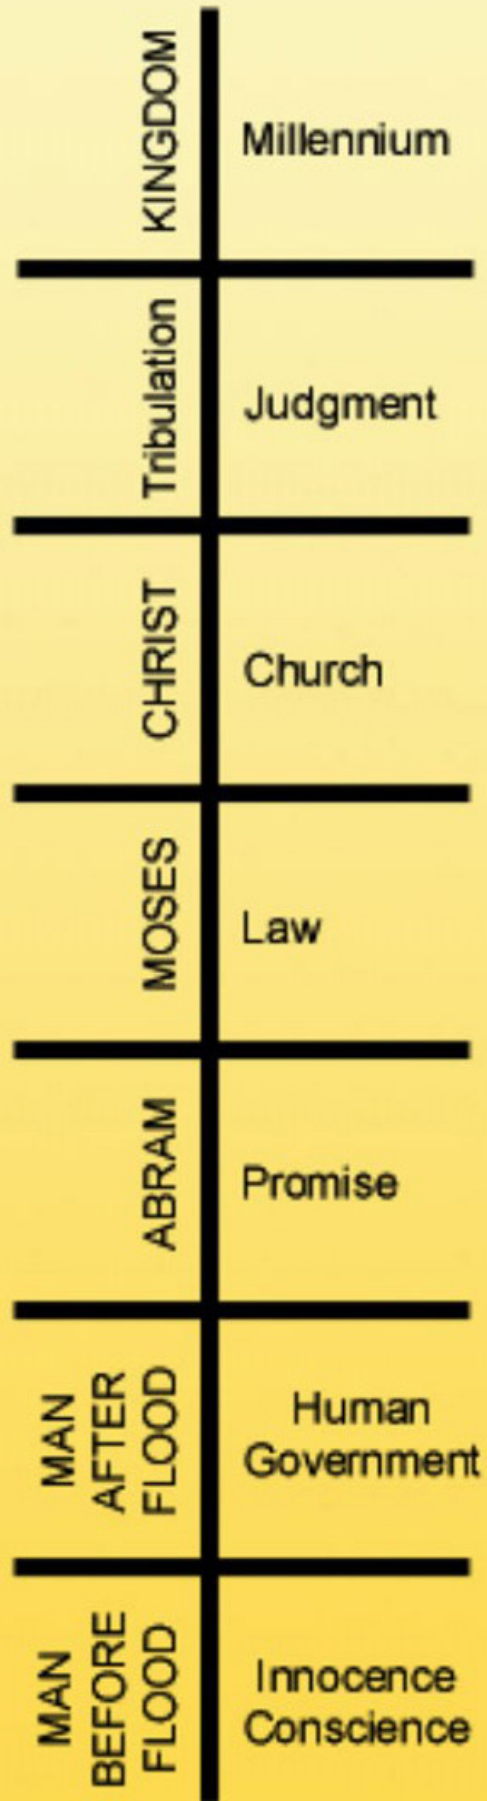 KINGDOM
Millennium
Tribulation
Judgment
CHRIST
Church
MOSES
Law
ABRAM
Promise
MAN
AFTER
FLOOD
Human
Government
MAN
BEFORE
FLOOD
Innocence
Conscience